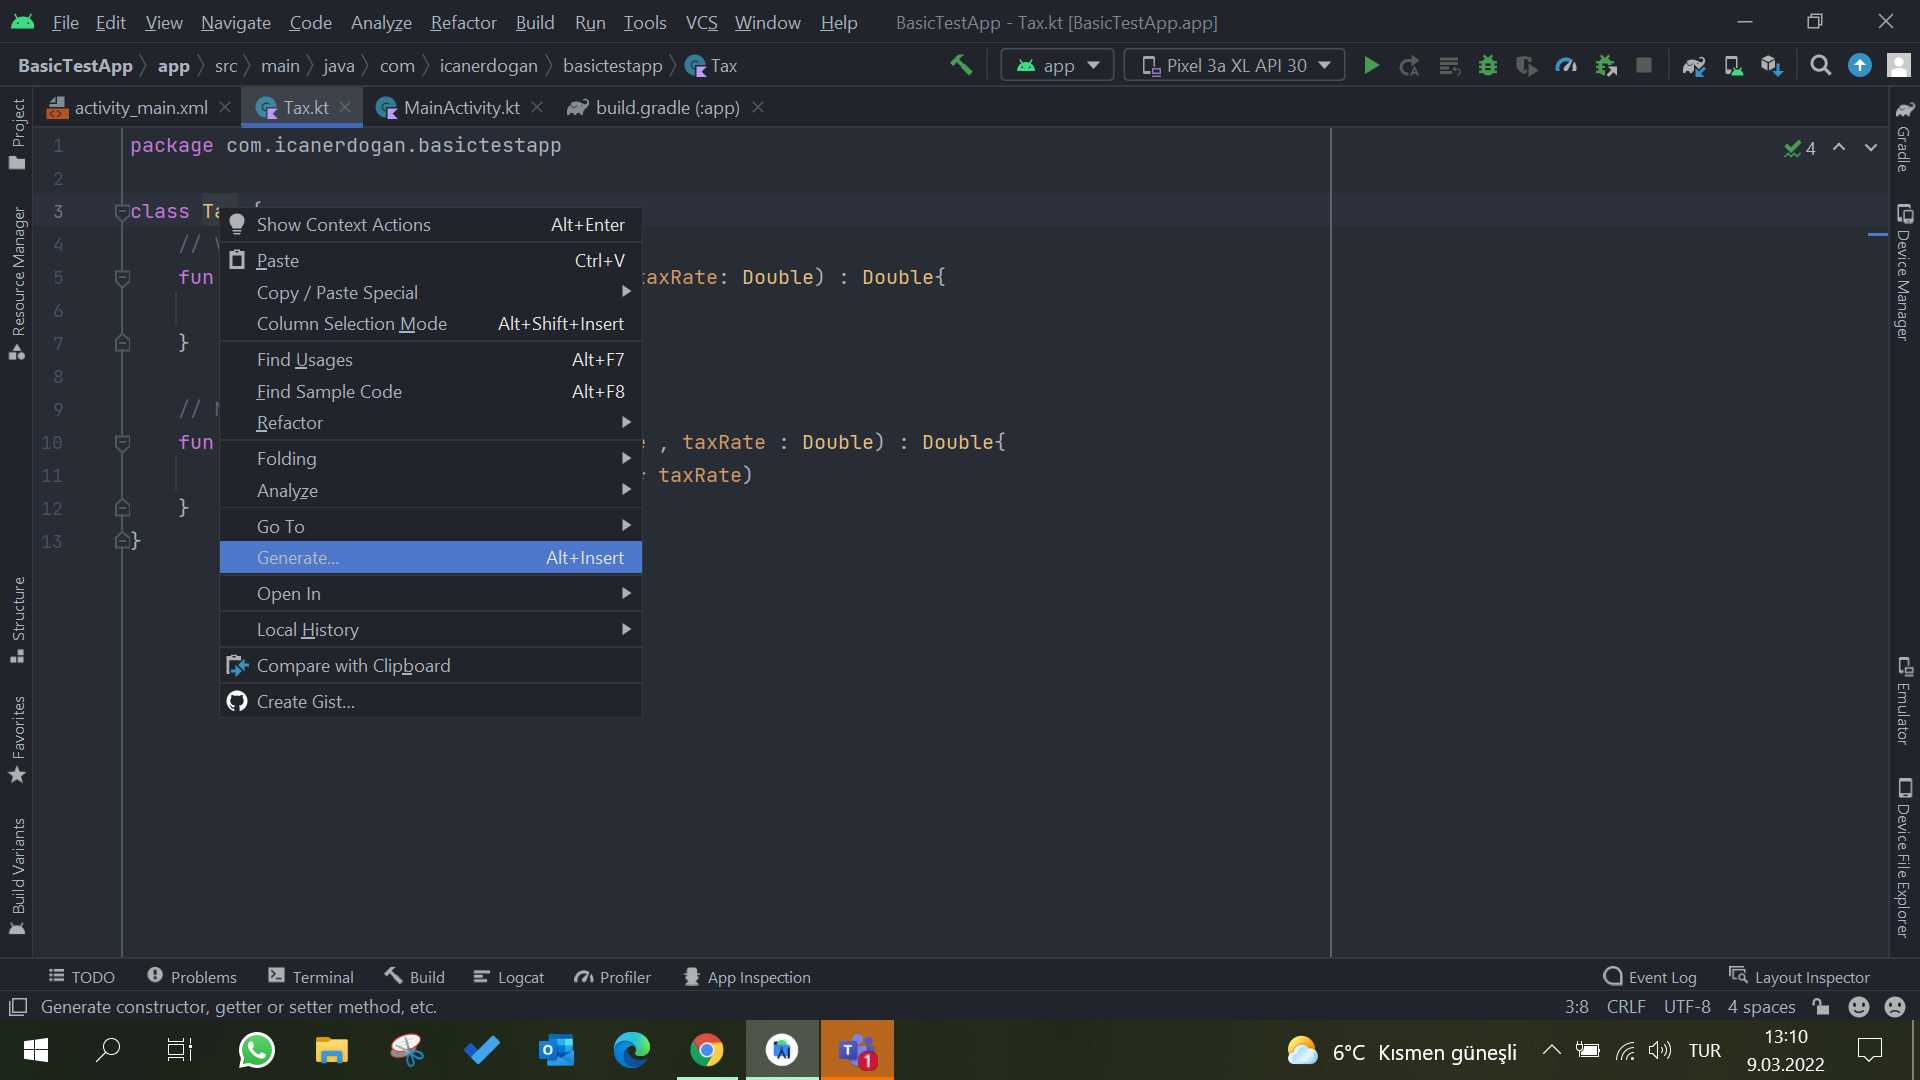 File Edit View Navigate Code Analyze Refactor Build Run Tools VCS Window Help BasicTestApp - Tax.kt [BasicTestApp.app]
BasicTestApp app src main java com icanerdogan basictestapp Tax app Pixel 3a XL API 30
activity_main.xml Tax.kt MainActivity.kt build.gradle (:app)
Project
Resource Manager
Structure
Favorites
Build Variants
1 package com.icanerdogan.basictestapp
4
2
3 class Ta {
4 //
5 fun taxRate: Double) : Double{
6
7 }
8
9 //
10 fun , taxRate : Double) : Double{
11 taxRate)
12 }
13 }
Show Context Actions Alt+Enter
Paste Ctrl+V
Copy / Paste Special
Column Selection Mode Alt+Shift+Insert
Find Usages Alt+F7
Find Sample Code Alt+F8
Refactor
Folding
Analyze
Go To
Generate... Alt+Insert
Open In
Local History
Compare with Clipboard
Create Gist...
Gradle
Device Manager
Emulator
Device File Explorer
TODO Problems Terminal Build Logcat Profiler App Inspection Event Log Layout Inspector
Generate constructor, getter or setter method, etc. 3:8 CRLF UTF-8 4 spaces
1 6°C Kısmen güneşli TUR 13:10
9.03.2022